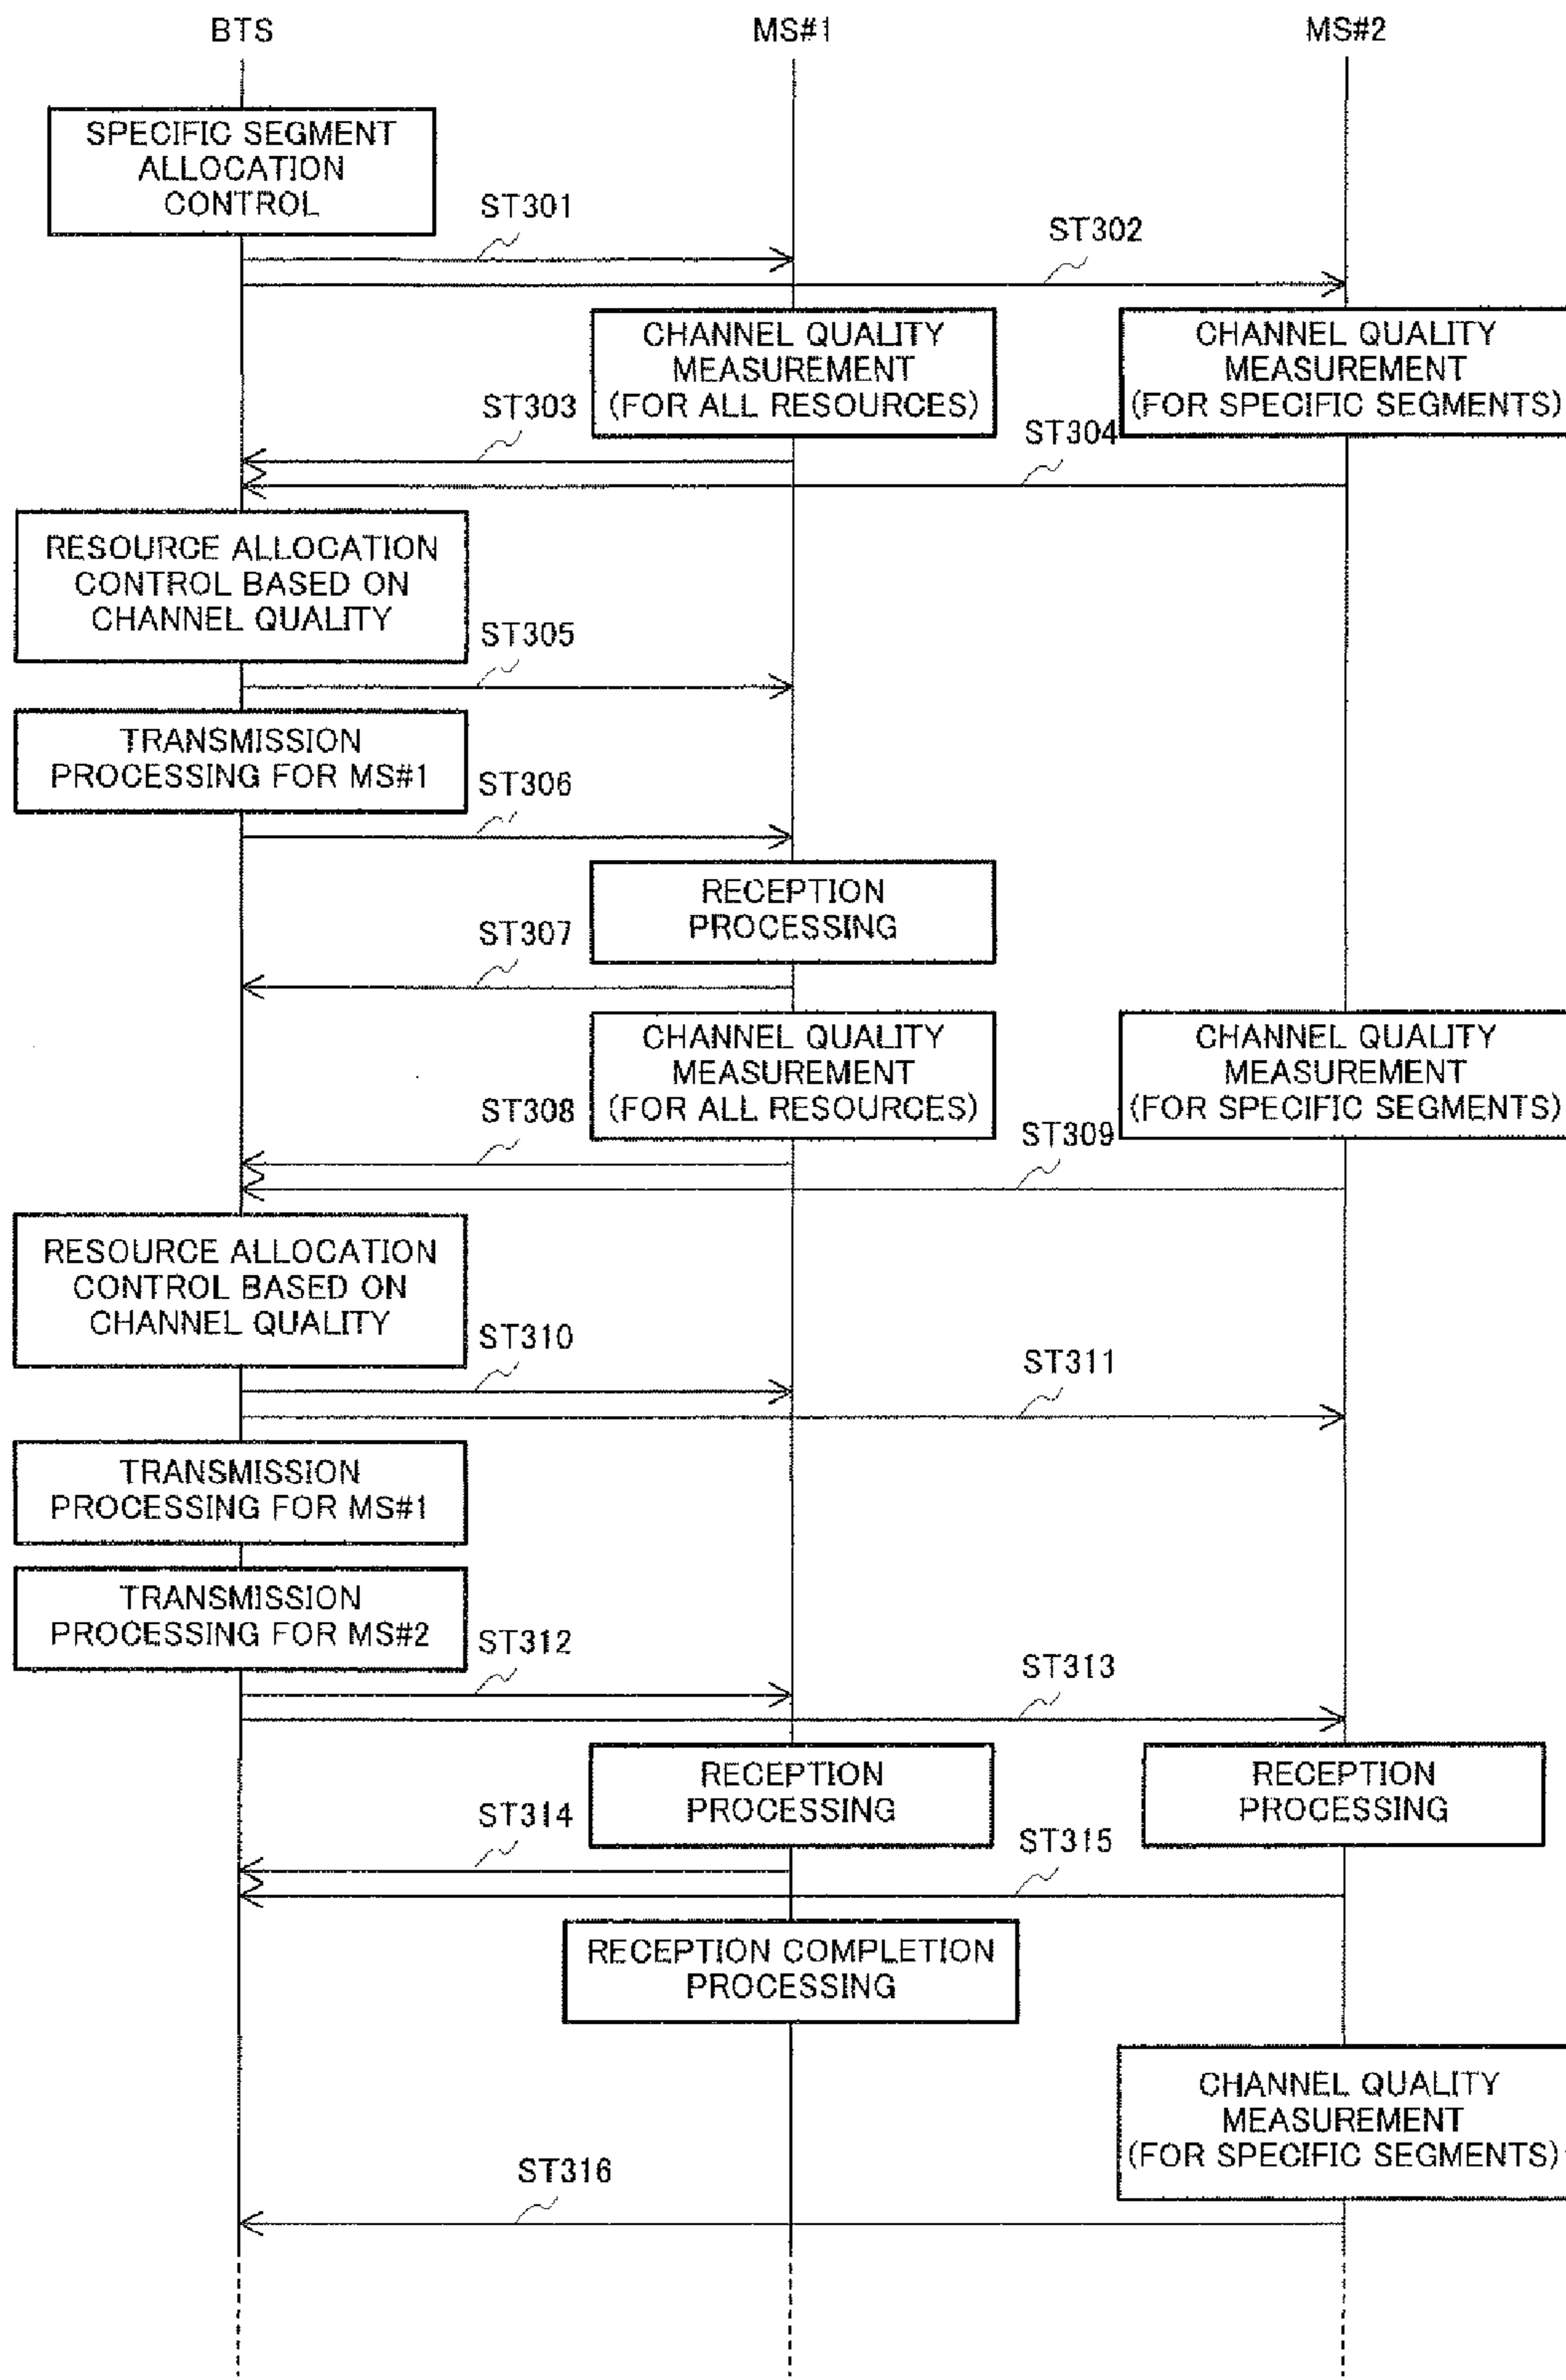 BTS
MS#1
MS#2
SPECIFIC SEGMENT
ALLOCATION
CONTROL
ST301
ST302
CHANNEL QUALITY
MEASUREMENT
(FOR ALL RESOURCES)
CHANNEL QUALITY
MEASUREMENT
(FOR SPECIFIC SEGMENTS)
ST303
ST304
RESOURCE ALLOCATION
CONTROL BASED ON
CHANNEL QUALITY
ST305
TRANSMISSION
PROCESSING FOR MS#1
ST306
RECEPTION
PROCESSING
ST307
CHANNEL QUALITY
MEASUREMENT
(FOR ALL RESOURCES)
CHANNEL QUALITY
MEASUREMENT
(FOR SPECIFIC SEGMENTS)
ST308
ST309
RESOURCE ALLOCATION
CONTROL BASED ON
CHANNEL QUALITY
ST310
ST311
TRANSMISSION
PROCESSING FOR MS#1
TRANSMISSION
PROCESSING FOR MS#2
ST312
ST313
RECEPTION
PROCESSING
RECEPTION
PROCESSING
ST314
ST315
RECEPTION COMPLETION
PROCESSING
CHANNEL QUALITY
MEASUREMENT
(FOR SPECIFIC SEGMENTS)
ST316